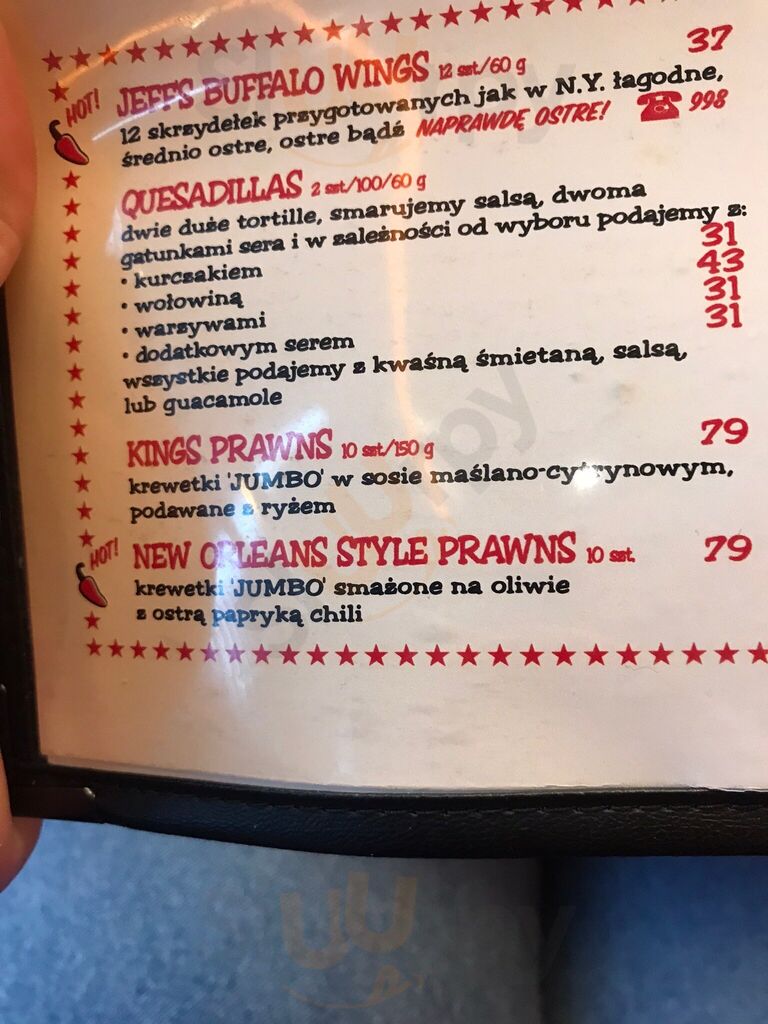 37
HOT! JEFF'S BUFFALO WINGS 12 szt/60 g
12 skrzydełek przygotowanych jak w N.Y. łagodne,
średnio ostre, ostre bądź NAPRAWDĘ OSTRE! ☎ 998
QUESADILLAS 2 szt/100/60 g
dwie duże tortille, smarujemy salsą, dwoma
gatunkami sera i w zależności od wyboru podajemy z:
• kurczakiem 31
• wołowiną 43
• warzywami 31
• dodatkowym serem 31
wszystkie podajemy z kwaśną śmietaną, salsą,
lub guacamole
KINGS PRAWNS 10 szt/150 g 79
krewetki 'JUMBO' w sosie maślano-cytrynowym,
podawane z ryżem
HOT! NEW ORLEANS STYLE PRAWNS 10 szt. 79
krewetki 'JUMBO' smażone na oliwie
z ostrą papryką chili